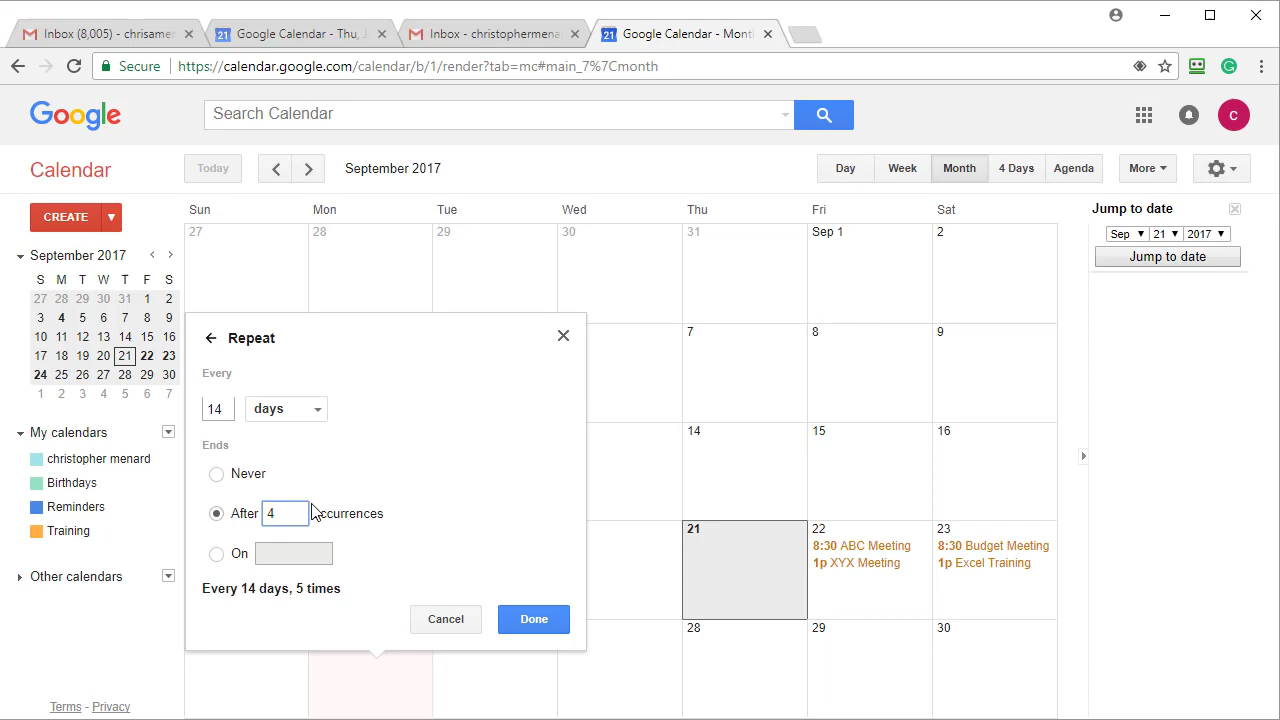 Inbox (8,005) - chrisamer
Google Calendar - Thu, J
Inbox - christophermena
Google Calendar - Mont
Secure
https://calendar.google.com/calendar/b/1/render?tab=mc#main_7%7Cmonth
Google
Search Calendar
C
Calendar
Today
September 2017
Day
Week
Month
4 Days
Agenda
More
CREATE
Sun
Mon
Tue
Wed
Thu
Fri
Sat
Jump to date
27
28
29
30
31
Sep 1
2
Sep
21
2017
Jump to date
September 2017
S M T W T F S
27 28 29 30 31 1 2
3 4 5 6 7 8 9
10 11 12 13 14 15 16
17 18 19 20 21 22 23
24 25 26 27 28 29 30
1 2 3 4 5 6 7
My calendars
christopher menard
Birthdays
Reminders
Training
Other calendars
Terms - Privacy
Repeat
Every
14
days
Ends
Never
After
4
ccurrences
On
Every 14 days, 5 times
Cancel
Done
7
8
9
14
15
16
21
22
8:30 ABC Meeting
1p XYX Meeting
23
8:30 Budget Meeting
1p Excel Training
28
29
30